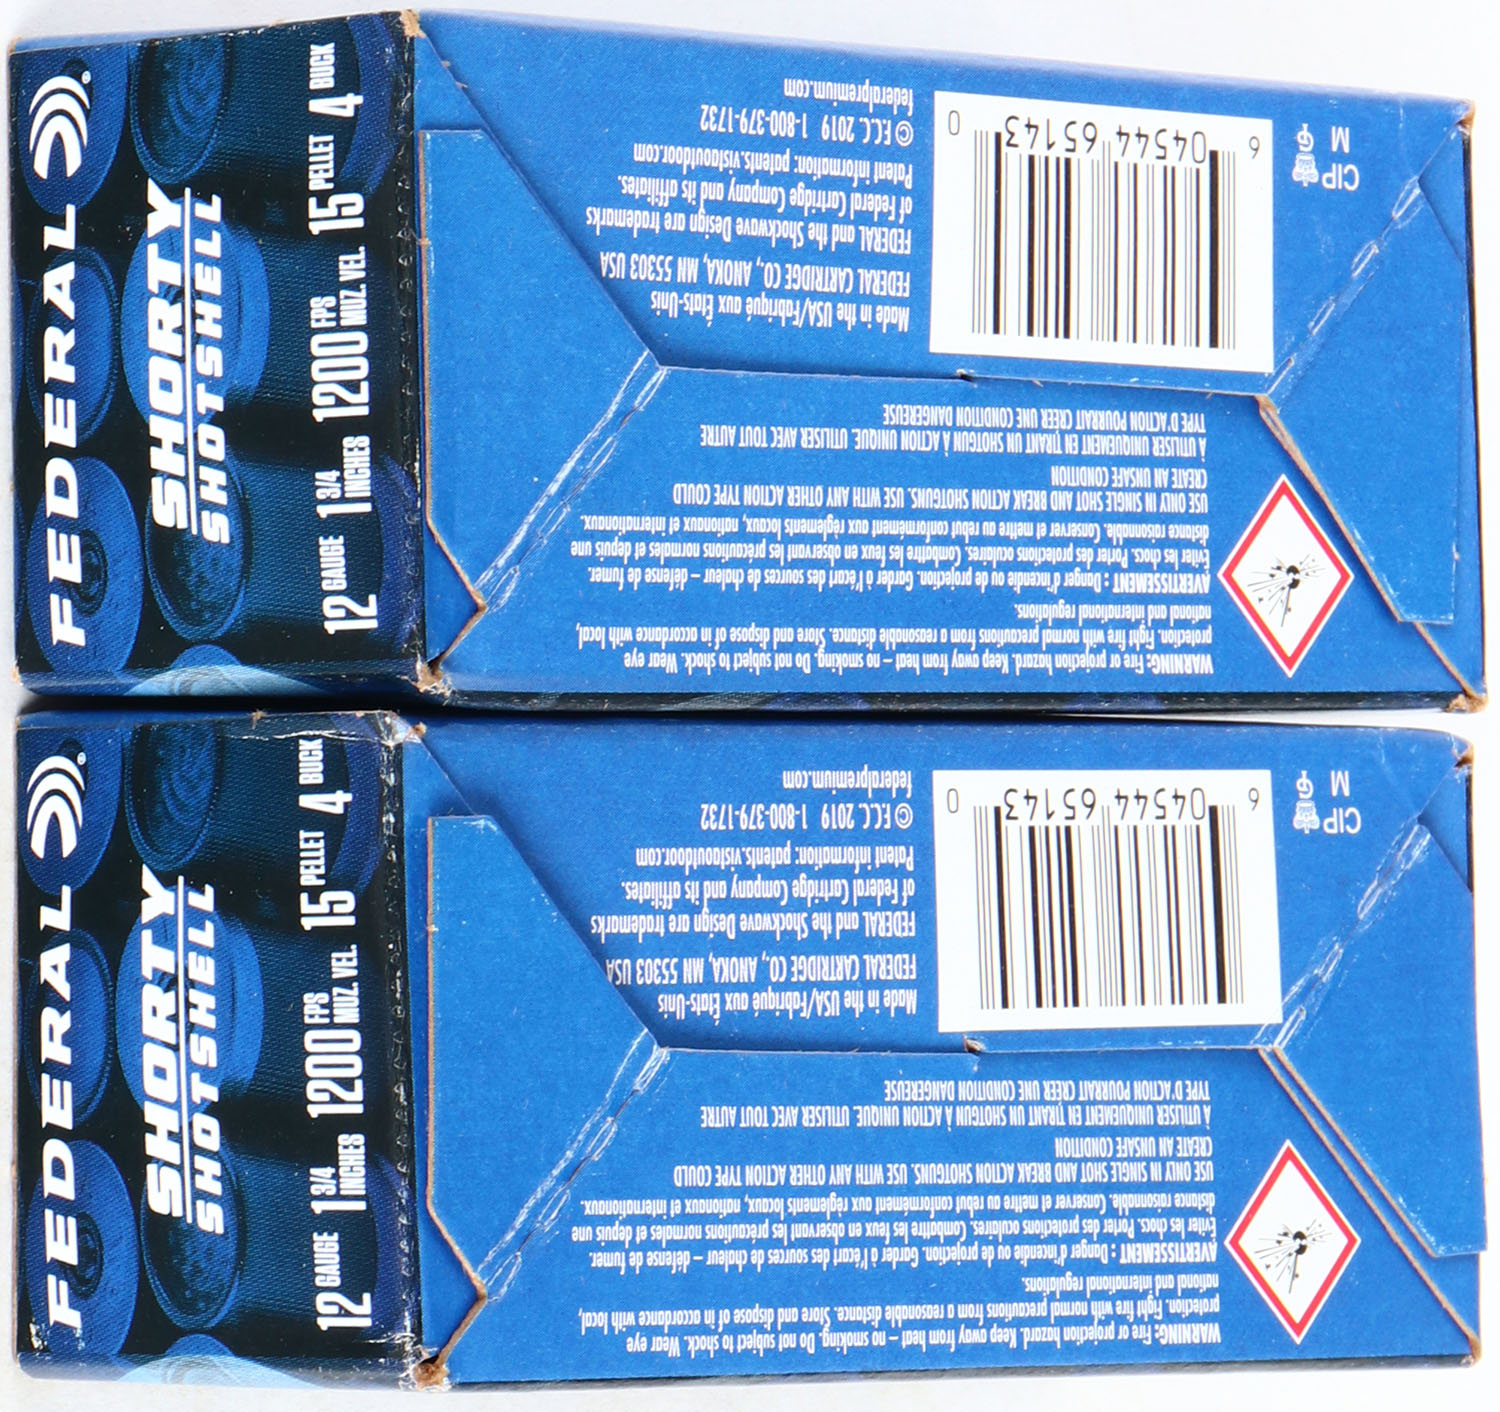 FEDERAL®
SHORTY
SHOTSHELL
12 GAUGE 1 3/4 INCHES 1200 FPS MUZ. VEL. 15 PELLET 4 BUCK
WARNING: Fire or projection hazard. Keep away from heat – no smoking. Do not subject to shock. Wear eye
protection. Fight fire with normal precautions from a reasonable distance. Store and dispose of in accordance with local,
national and international regulations.
AVERTISSEMENT : Danger d'incendie ou de projection. Garder à l'écart des sources de chaleur – défense de fumer.
Éviter les chocs. Porter des protections oculaires. Combattre les feux en observant les précautions normales et depuis une
distance raisonnable. Conserver et mettre au rebut conformément aux règlements locaux, nationaux et internationaux.
USE ONLY IN SINGLE SHOT AND BREAK ACTION SHOTGUNS. USE WITH ANY OTHER ACTION TYPE COULD
CREATE AN UNSAFE CONDITION
À UTILISER UNIQUEMENT EN TIRANT UN SHOTGUN À ACTION UNIQUE. UTILISER AVEC TOUT AUTRE
TYPE D'ACTION POURRAIT CREER UNE CONDITION DANGEREUSE
Made in the USA/Fabriqué aux États-Unis
FEDERAL CARTRIDGE CO., ANOKA, MN 55303 USA
FEDERAL and the Shockwave Design are trademarks
of Federal Cartridge Company and its affiliates.
Patent information: patents.vistaoutdoor.com
© F.C.C. 2019 1-800-379-1732
federalpremium.com
6 04544 65143 0
CIP
M
FEDERAL®
SHORTY
SHOTSHELL
12 GAUGE 1 3/4 INCHES 1200 FPS MUZ. VEL. 15 PELLET 4 BUCK
WARNING: Fire or projection hazard. Keep away from heat – no smoking. Do not subject to shock. Wear eye
protection. Fight fire with normal precautions from a reasonable distance. Store and dispose of in accordance with local,
national and international regulations.
AVERTISSEMENT : Danger d'incendie ou de projection. Garder à l'écart des sources de chaleur – défense de fumer.
Éviter les chocs. Porter des protections oculaires. Combattre les feux en observant les précautions normales et depuis une
distance raisonnable. Conserver et mettre au rebut conformément aux règlements locaux, nationaux et internationaux.
USE ONLY IN SINGLE SHOT AND BREAK ACTION SHOTGUNS. USE WITH ANY OTHER ACTION TYPE COULD
CREATE AN UNSAFE CONDITION
À UTILISER UNIQUEMENT EN TIRANT UN SHOTGUN À ACTION UNIQUE. UTILISER AVEC TOUT AUTRE
TYPE D'ACTION POURRAIT CREER UNE CONDITION DANGEREUSE
Made in the USA/Fabriqué aux États-Unis
FEDERAL CARTRIDGE CO., ANOKA, MN 55303 USA
FEDERAL and the Shockwave Design are trademarks
of Federal Cartridge Company and its affiliates.
Patent information: patents.vistaoutdoor.com
© F.C.C. 2019 1-800-379-1732
federalpremium.com
6 04544 65143 0
CIP
M